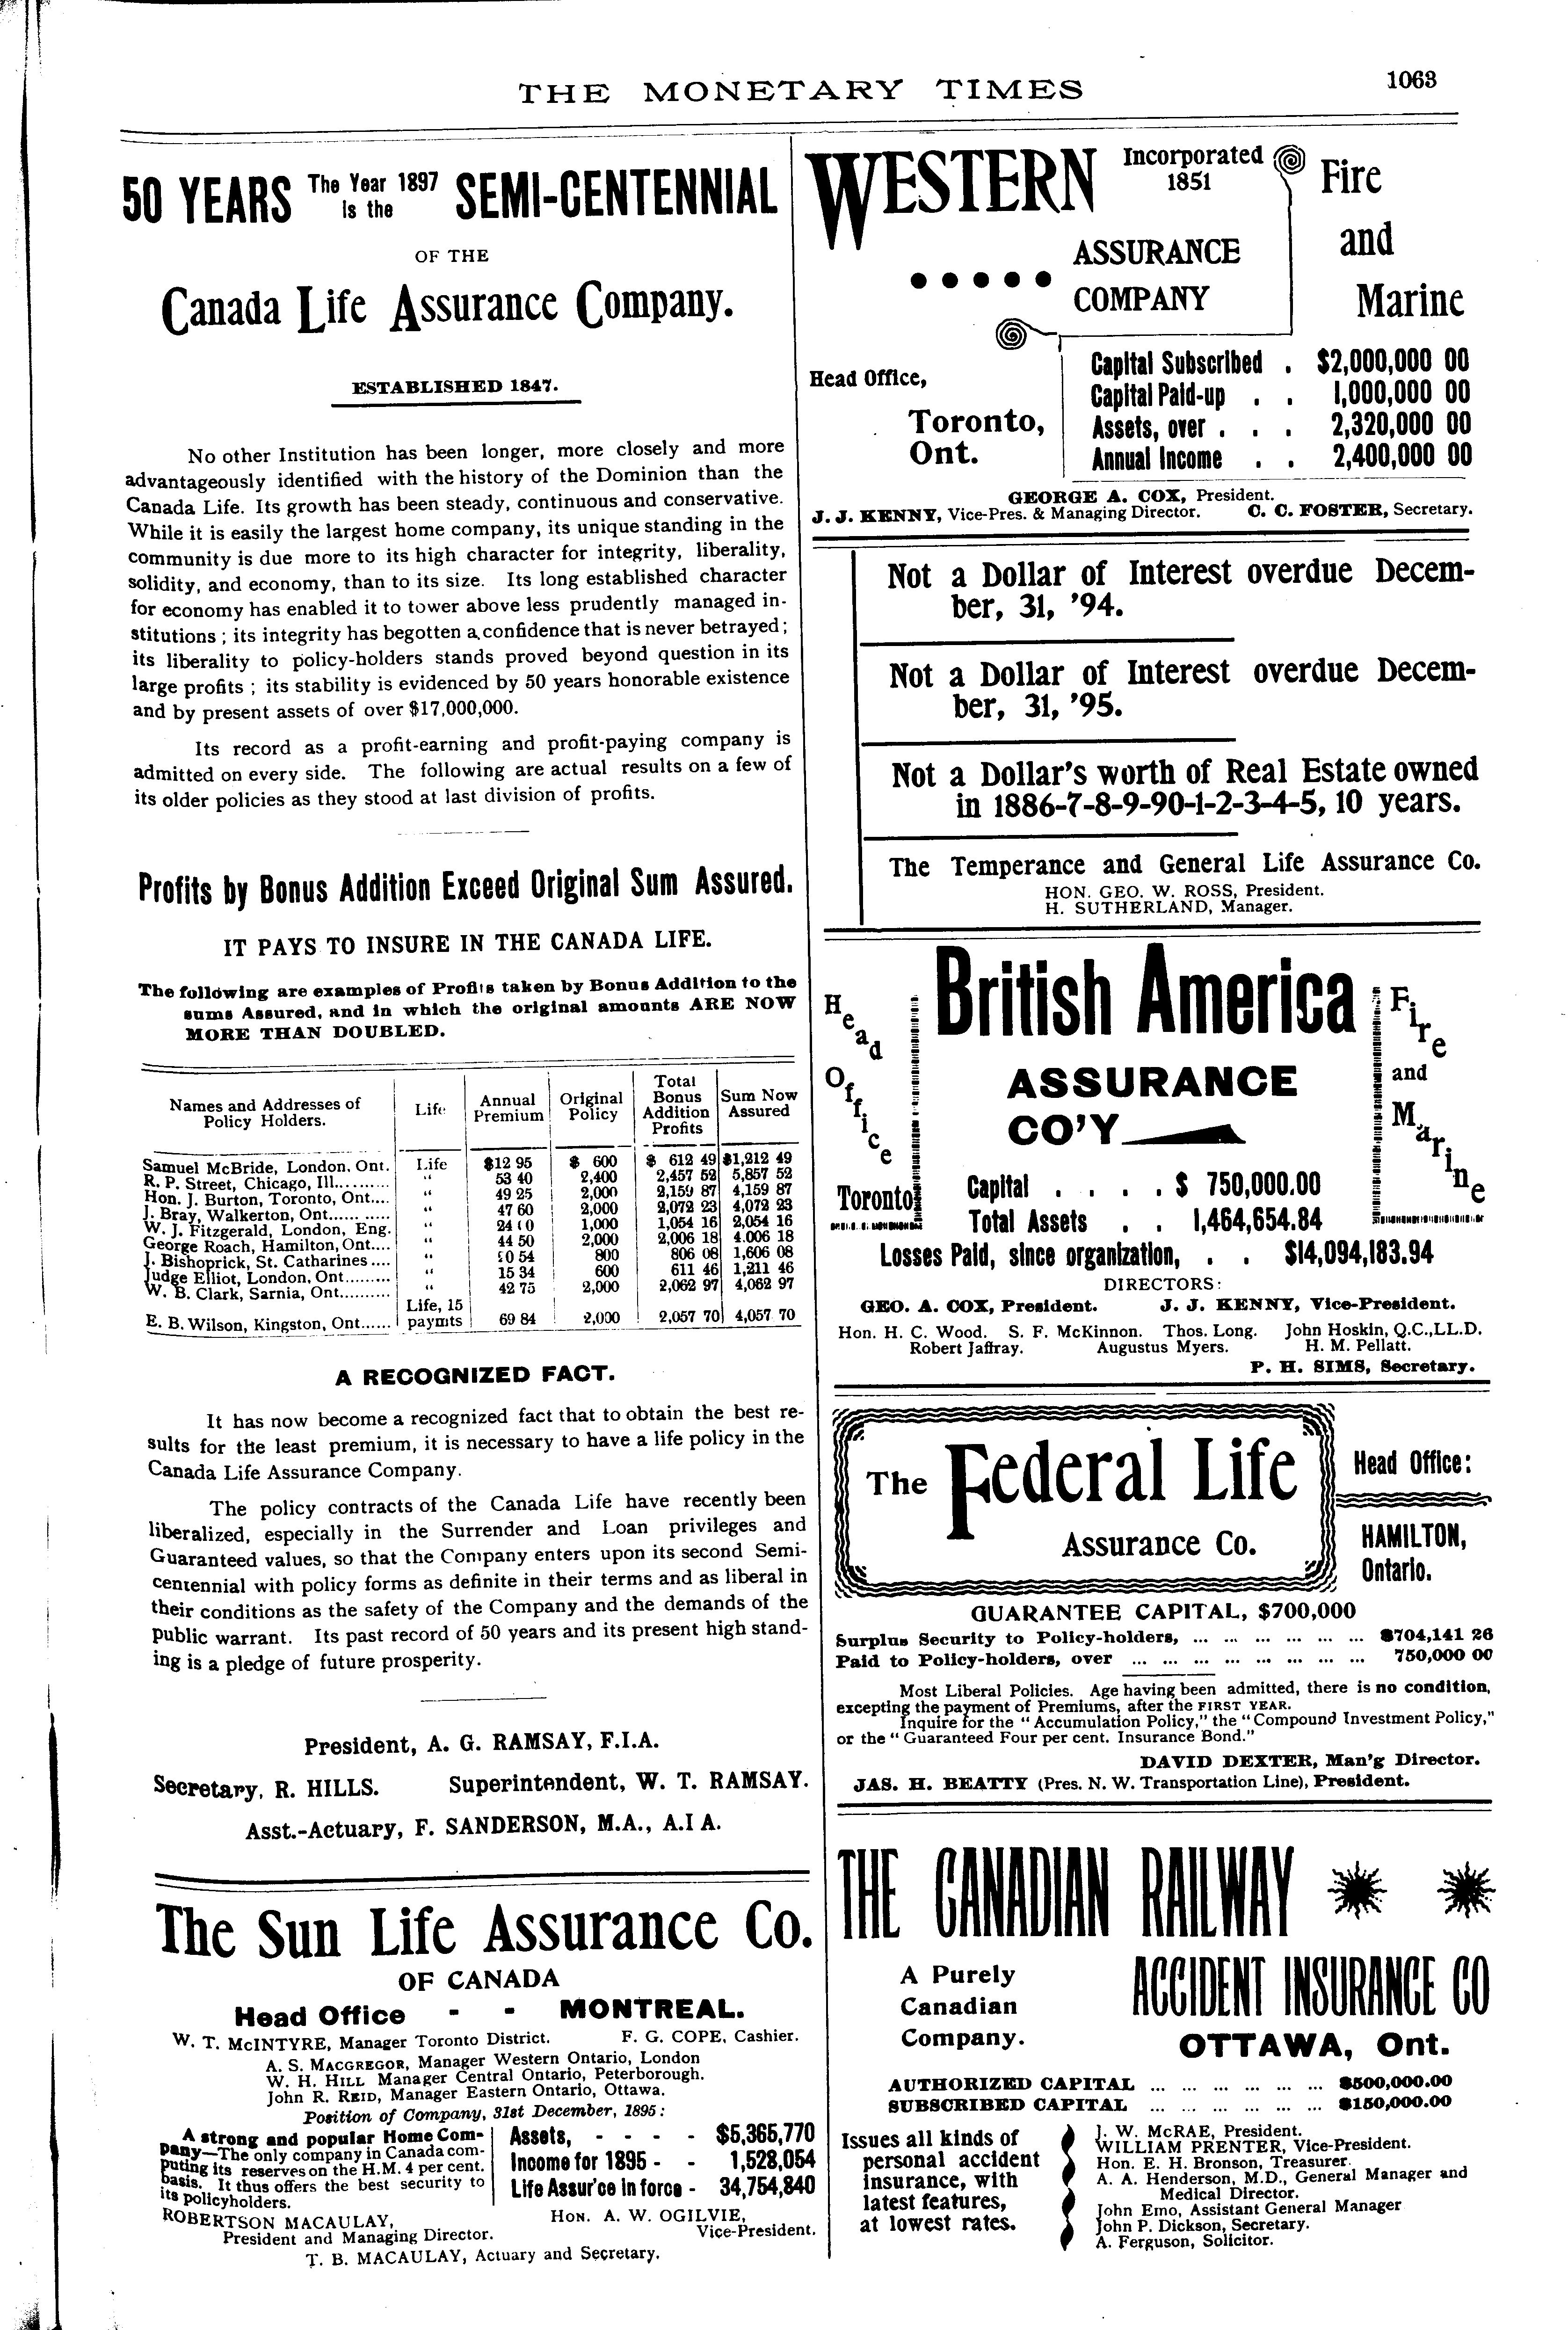 THE MONETARY TIMES 1063
50 YEARS The Year 1897 is the SEMI-CENTENNIAL
OF THE
Canada Life Assurance Company.
ESTABLISHED 1847.
No other Institution has been longer, more closely and more
advantageously identified with the history of the Dominion than the
Canada Life. Its growth has been steady, continuous and conservative.
While it is easily the largest home company, its unique standing in the
community is due more to its high character for integrity, liberality,
solidity, and economy, than to its size. Its long established character
for economy has enabled it to tower above less prudently managed in-
stitutions ; its integrity has begotten a confidence that is never betrayed ;
its liberality to policy-holders stands proved beyond question in its
large profits ; its stability is evidenced by 50 years honorable existence
and by present assets of over $17,000,000.
Its record as a profit-earning and profit-paying company is
admitted on every side. The following are actual results on a few of
its older policies as they stood at last division of profits.
Profits by Bonus Addition Exceed Original Sum Assured.
IT PAYS TO INSURE IN THE CANADA LIFE.
The following are examples of Profits taken by Bonus Addition to the
sums Assured, and in which the original amounts ARE NOW
MORE THAN DOUBLED.
Names and Addresses of Policy Holders. Life Annual Premium Original Policy Total Bonus Addition Profits Sum Now Assured
Samuel McBride, London, Ont. Life $12 95 $ 600 $ 612 49 $1,212 49
R. P. Street, Chicago, Ill.......... “ 53 40 2,400 2,457 52 5,857 52
Hon. J. Burton, Toronto, Ont.... “ 49 25 2,000 2,159 87 4,159 87
J. Bray, Walkerton, Ont........... “ 47 60 2,000 2,072 23 4,072 23
W. J. Fitzgerald, London, Eng. “ 1,000 1,054 16 2,054 16
George Roach, Hamilton, Ont.... “ 44 50 2,000 2,006 18 4.006 18
J. Bishoprick, St. Catharines .... “ 54 800 806 08 1,606 08
Judge Elliot, London, Ont......... “ 15 34 600 611 46 1,211 46
W. B. Clark, Sarnia, Ont.......... “ 42 75 2,000 2,062 97 4,062 97
E. B. Wilson, Kingston, Ont...... Life, 15 paymts 69 84 2,000 2,057 70 4,057 70
A RECOGNIZED FACT.
It has now become a recognized fact that to obtain the best re-
sults for the least premium, it is necessary to have a life policy in the
Canada Life Assurance Company.
The policy contracts of the Canada Life have recently been
liberalized, especially in the Surrender and Loan privileges and
Guaranteed values, so that the Company enters upon its second Semi-
centennial with policy forms as definite in their terms and as liberal in
their conditions as the safety of the Company and the demands of the
public warrant. Its past record of 50 years and its present high stand-
ing is a pledge of future prosperity.
President, A. G. RAMSAY, F.I.A.
Secretary, R. HILLS. Superintendent, W. T. RAMSAY.
Asst.-Actuary, F. SANDERSON, M.A., A.I A.
The Sun Life Assurance Co.
OF CANADA
Head Office - - MONTREAL.
W. T. McINTYRE, Manager Toronto District. F. G. COPE, Cashier.
A. S. MACGREGOR, Manager Western Ontario, London
W. H. HILL Manager Central Ontario, Peterborough.
John R. REID, Manager Eastern Ontario, Ottawa.
Position of Company, 31st December, 1895 :
A strong and popular Home Com-
pany—The only company in Canada com-
puting its reserves on the H.M. 4 per cent.
basis. It thus offers the best security to
its policyholders.
Assets, - - - - $5,365,770
Income for 1895 - - 1,528,054
Life Assur'ce in force - 34,754,840
ROBERTSON MACAULAY,
President and Managing Director.
HON. A. W. OGILVIE,
Vice-President.
T. B. MACAULAY, Actuary and Secretary.
WESTERN Incorporated 1851
ASSURANCE
COMPANY
Fire
and
Marine
Head Office,
Toronto,
Ont.
Capital Subscribed . $2,000,000 00
Capital Paid-up . . 1,000,000 00
Assets, over . . . 2,320,000 00
Annual Income . . 2,400,000 00
GEORGE A. COX, President.
J. J. KENNY, Vice-Pres. & Managing Director. C. C. FOSTER, Secretary.
Not a Dollar of Interest overdue Decem-
ber, 31, '94.
Not a Dollar of Interest overdue Decem-
ber, 31, '95.
Not a Dollar's worth of Real Estate owned
in 1886-7-8-9-90-1-2-3-4-5, 10 years.
The Temperance and General Life Assurance Co.
HON. GEO. W. ROSS, President.
H. SUTHERLAND, Manager.
British America
ASSURANCE
CO'Y
Head Office
Toronto
Fire and Marine
Capital . . . . $ 750,000.00
Total Assets . . 1,464,654.84
Losses Paid, since organization, . . $14,094,183.94
DIRECTORS:
GEO. A. COX, President. J. J. KENNY, Vice-President.
Hon. H. C. Wood. S. F. McKinnon. Thos. Long. John Hoskin, Q.C.,LL.D.
Robert Jaffray. Augustus Myers. H. M. Pellatt.
P. H. SIMS, Secretary.
The Federal Life
Assurance Co.
Head Office:
HAMILTON,
Ontario.
GUARANTEE CAPITAL, $700,000
Surplus Security to Policy-holders, ... ... ... ... ... ... $704,141 26
Paid to Policy-holders, over ... ... ... ... ... ... ... ... 750,000 00
Most Liberal Policies. Age having been admitted, there is no condition,
excepting the payment of Premiums, after the FIRST YEAR.
Inquire for the “ Accumulation Policy,” the “Compound Investment Policy,”
or the “ Guaranteed Four per cent. Insurance Bond.”
DAVID DEXTER, Man'g Director.
JAS. H. BEATTY (Pres. N. W. Transportation Line), President.
THE CANADIAN RAILWAY
ACCIDENT INSURANCE CO
A Purely
Canadian
Company.
OTTAWA, Ont.
AUTHORIZED CAPITAL ... ... ... ... ... ... $500,000.00
SUBSCRIBED CAPITAL ... ... ... ... ... ... $150,000.00
Issues all kinds of
personal accident
insurance, with
latest features,
at lowest rates.
J. W. McRAE, President.
WILLIAM PRENTER, Vice-President.
Hon. E. H. Bronson, Treasurer
A. A. Henderson, M.D., General Manager and
Medical Director.
John Emo, Assistant General Manager
John P. Dickson, Secretary.
A. Ferguson, Solicitor.